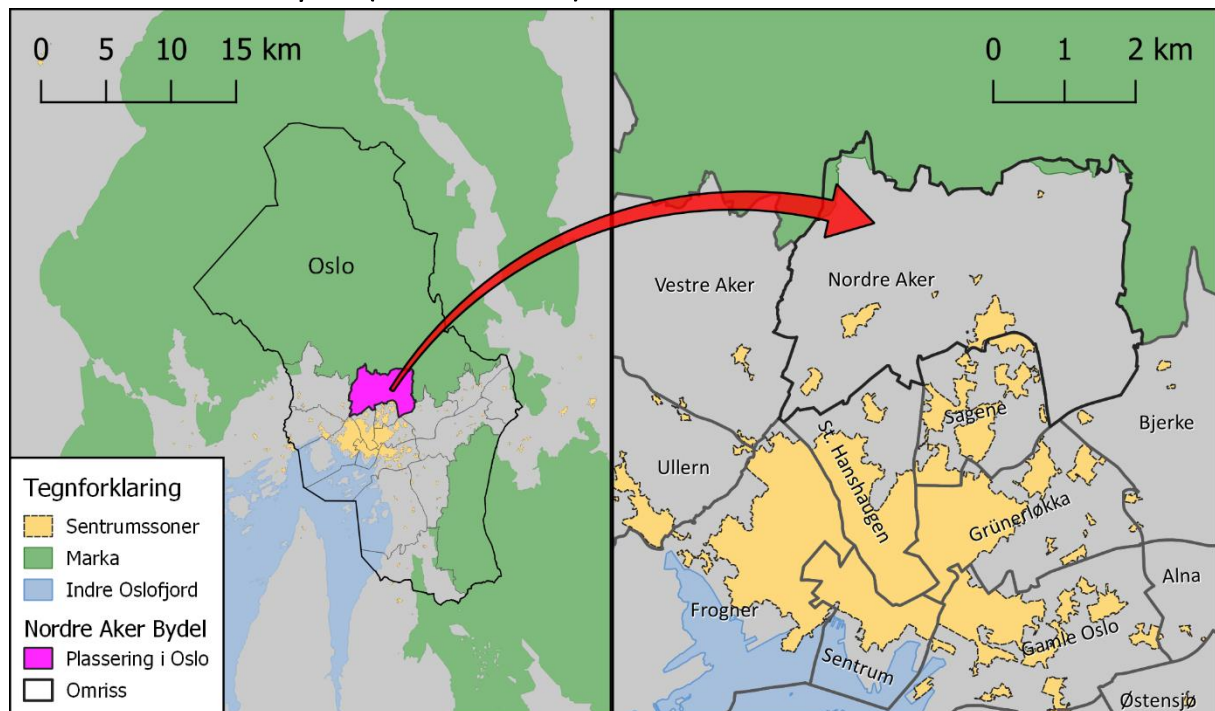 0 5 10 15 km
Oslo
Tegnforklaring
Sentrumssoner
Marka
Indre Oslofjord
Nordre Aker Bydel
Plassering i Oslo
Omriss
0 1 2 km
Vestre Aker
Nordre Aker
Sagene
Bjerke
Ullern
St. Hanshaugen
Grünerløkka
Alna
Frogner
Gamle Oslo
Sentrum
Østensjø